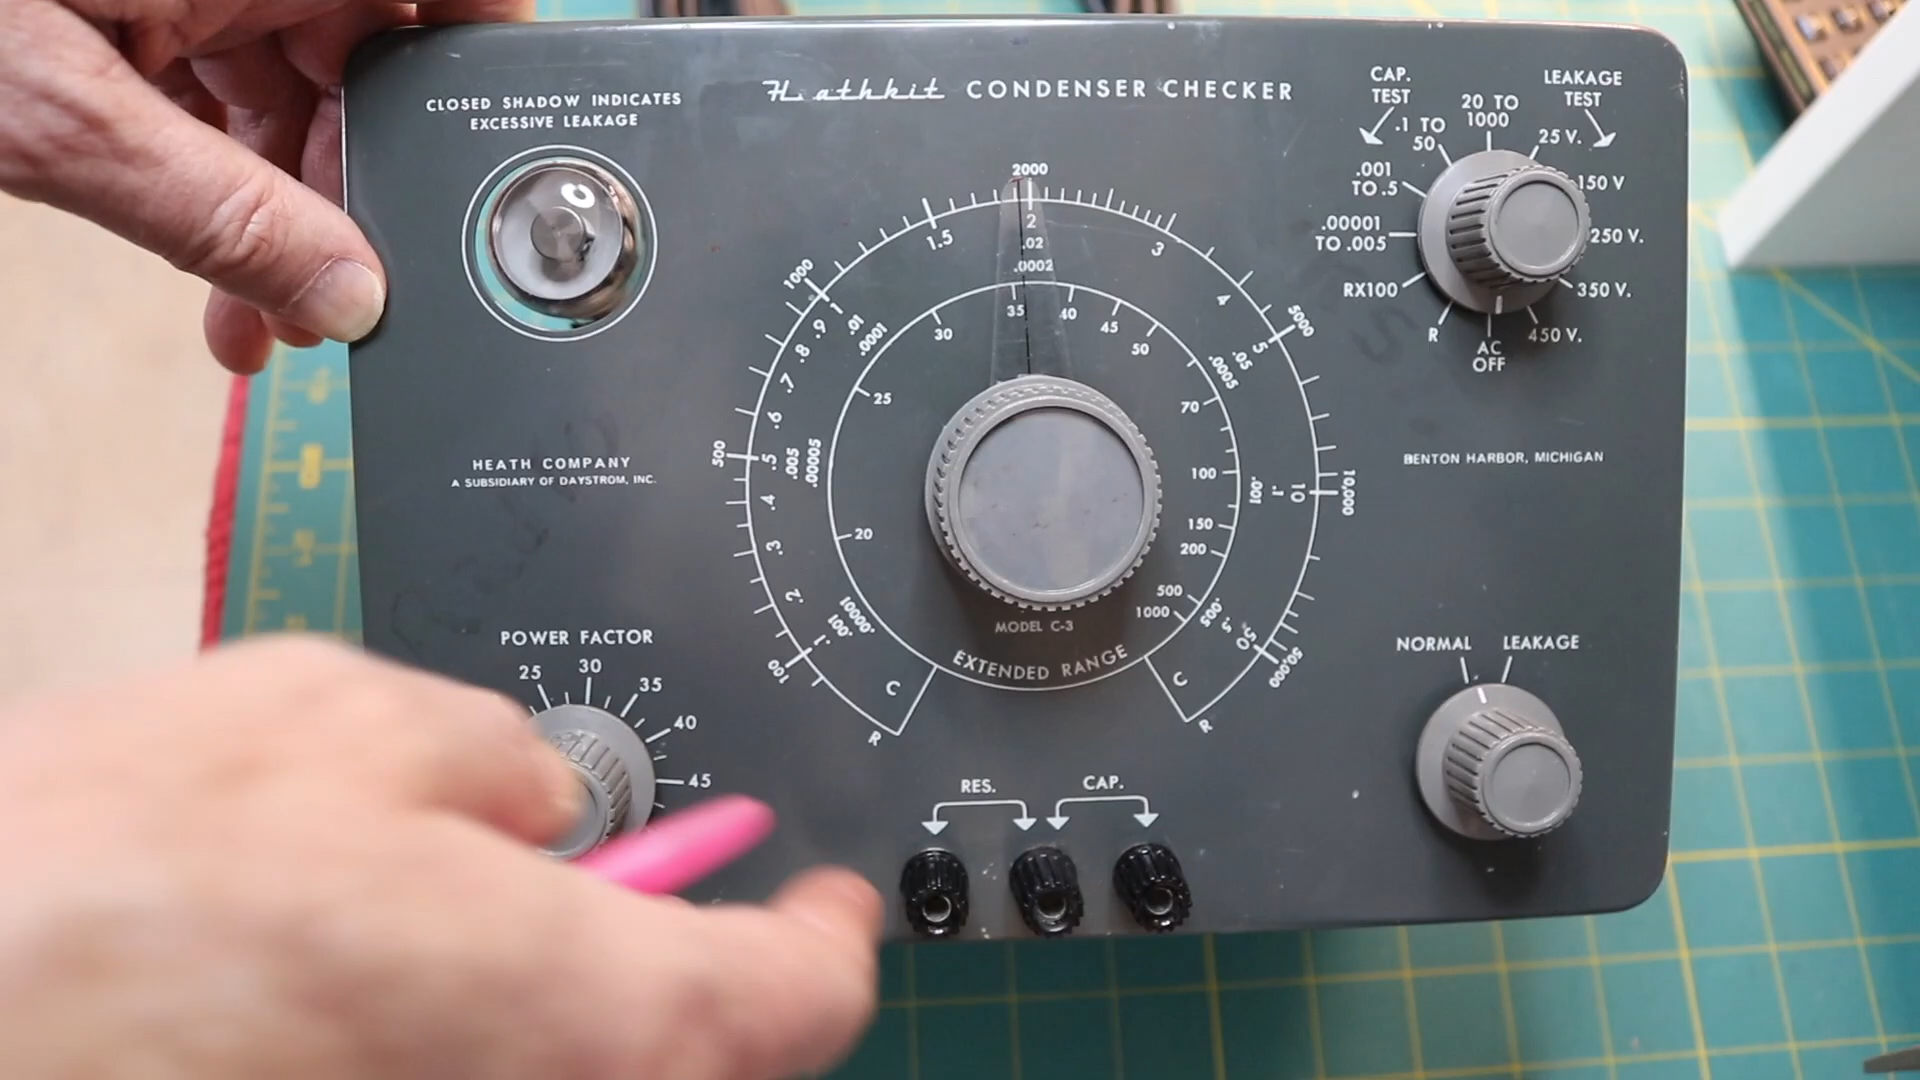 CLOSED SHADOW INDICATES
EXCESSIVE LEAKAGE
Heathkit CONDENSER CHECKER
CAP.
TEST
LEAKAGE
TEST
20 TO
1000
.1 TO
50
25 V.
.001
TO .5
150 V
.00001
TO .005
250 V.
RX100
350 V.
R
AC
OFF
450 V.
2000
2
.02
.0002
1.5
3
1000
1
.01
.0001
4
5000
5
.05
.0005
.9
.8
.7
.6
500
.5
.005
.00005
.4
.3
.2
100
.1
.001
.00001
10,000
10
.1
.001
50,000
50
.5
.005
35
40
30
45
50
25
70
20
100
150
200
500
1000
HEATH COMPANY
A SUBSIDIARY OF DAYSTROM, INC.
BENTON HARBOR, MICHIGAN
MODEL C-3
EXTENDED RANGE
C
R
C
R
POWER FACTOR
25
30
35
40
45
NORMAL
LEAKAGE
RES.
CAP.